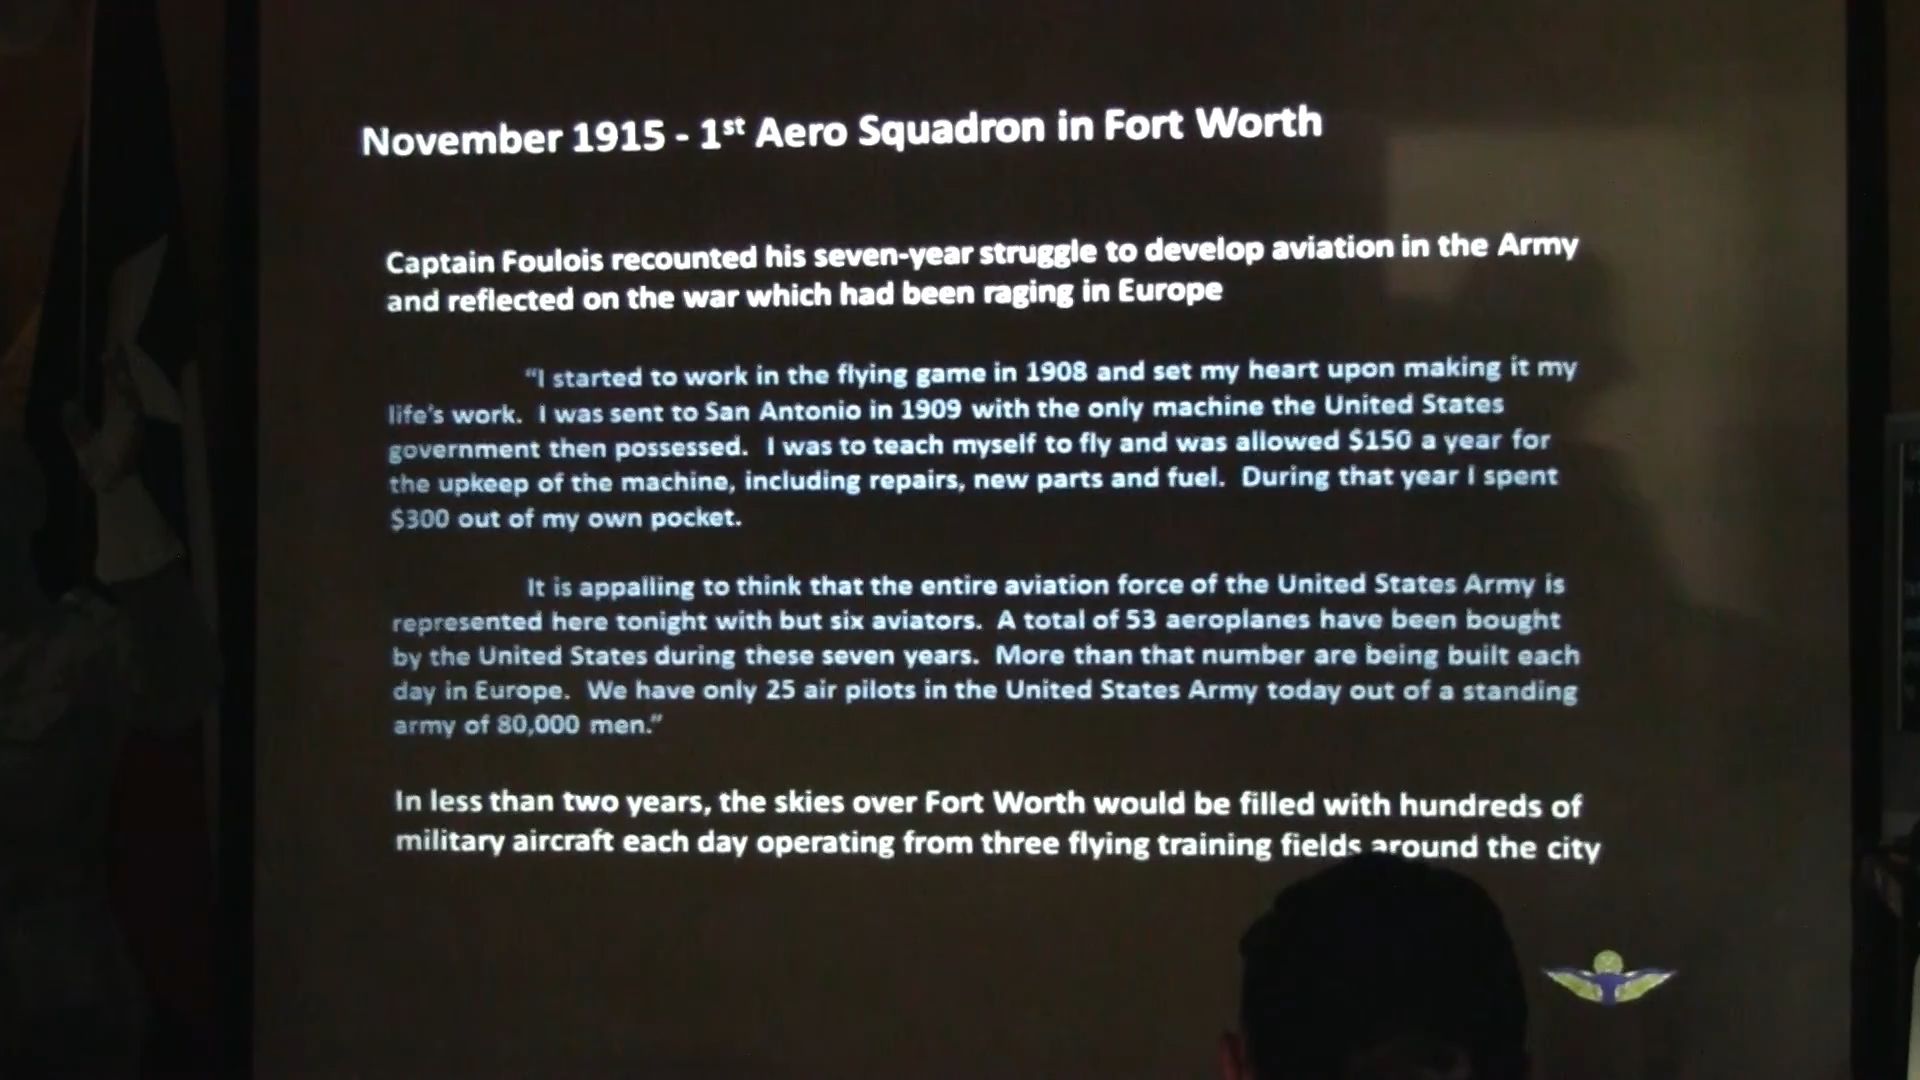 November 1915 - 1st Aero Squadron in Fort Worth
Captain Foulois recounted his seven-year struggle to develop aviation in the Army
and reflected on the war which had been raging in Europe
“I started to work in the flying game in 1908 and set my heart upon making it my
life’s work.  I was sent to San Antonio in 1909 with the only machine the United States
government then possessed.  I was to teach myself to fly and was allowed $150 a year for
the upkeep of the machine, including repairs, new parts and fuel.  During that year I spent
$300 out of my own pocket.
It is appalling to think that the entire aviation force of the United States Army is
represented here tonight with but six aviators.  A total of 53 aeroplanes have been bought
by the United States during these seven years.  More than that number are being built each
day in Europe.  We have only 25 air pilots in the United States Army today out of a standing
army of 80,000 men.”
In less than two years, the skies over Fort Worth would be filled with hundreds of
military aircraft each day operating from three flying training fields around the city